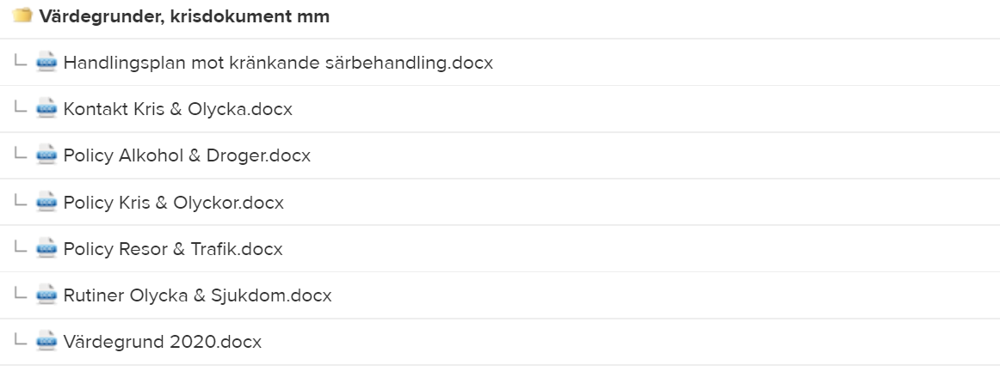 Värdegrunder, krisdokument mm
Handlingsplan mot kränkande särbehandling.docx
Kontakt Kris & Olycka.docx
Policy Alkohol & Droger.docx
Policy Kris & Olyckor.docx
Policy Resor & Trafik.docx
Rutiner Olycka & Sjukdom.docx
Värdegrund 2020.docx